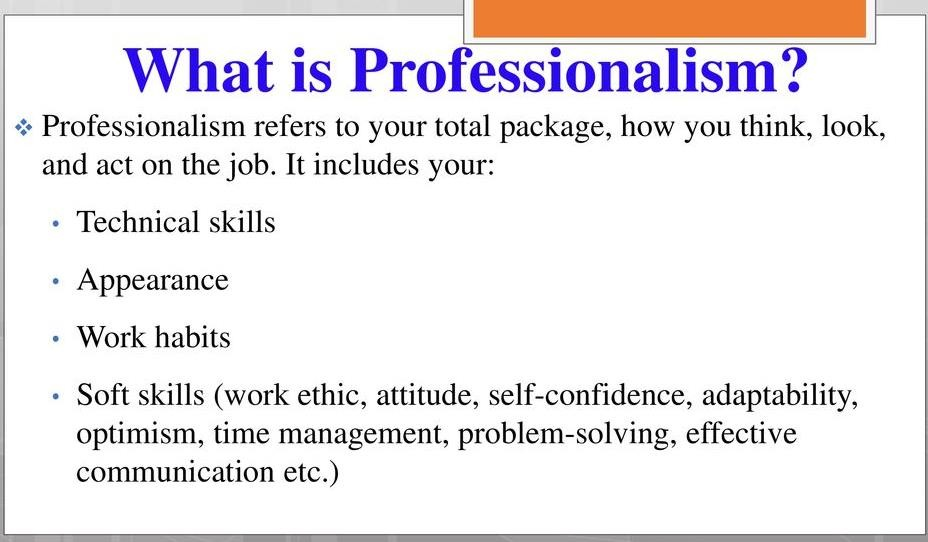 What is Professionalism?
❖ Professionalism refers to your total package, how you think, look,
and act on the job. It includes your:
• Technical skills
• Appearance
• Work habits
• Soft skills (work ethic, attitude, self-confidence, adaptability,
optimism, time management, problem-solving, effective
communication etc.)